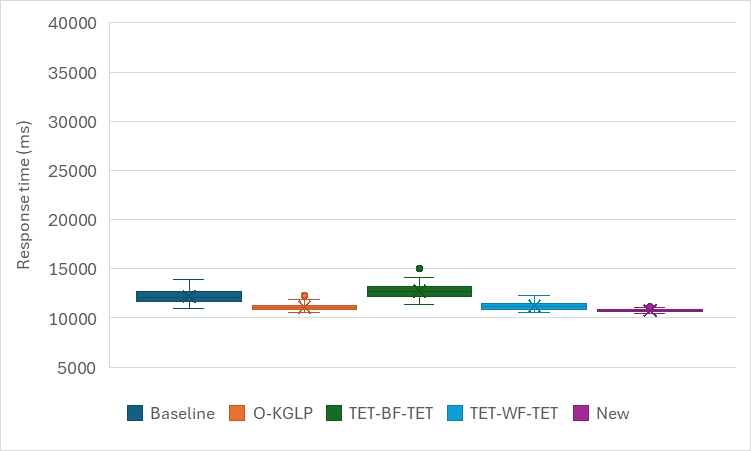 40000
35000
30000
25000
20000
15000
10000
5000
Response time (ms)
Baseline
O-KGLP
TET-BF-TET
TET-WF-TET
New